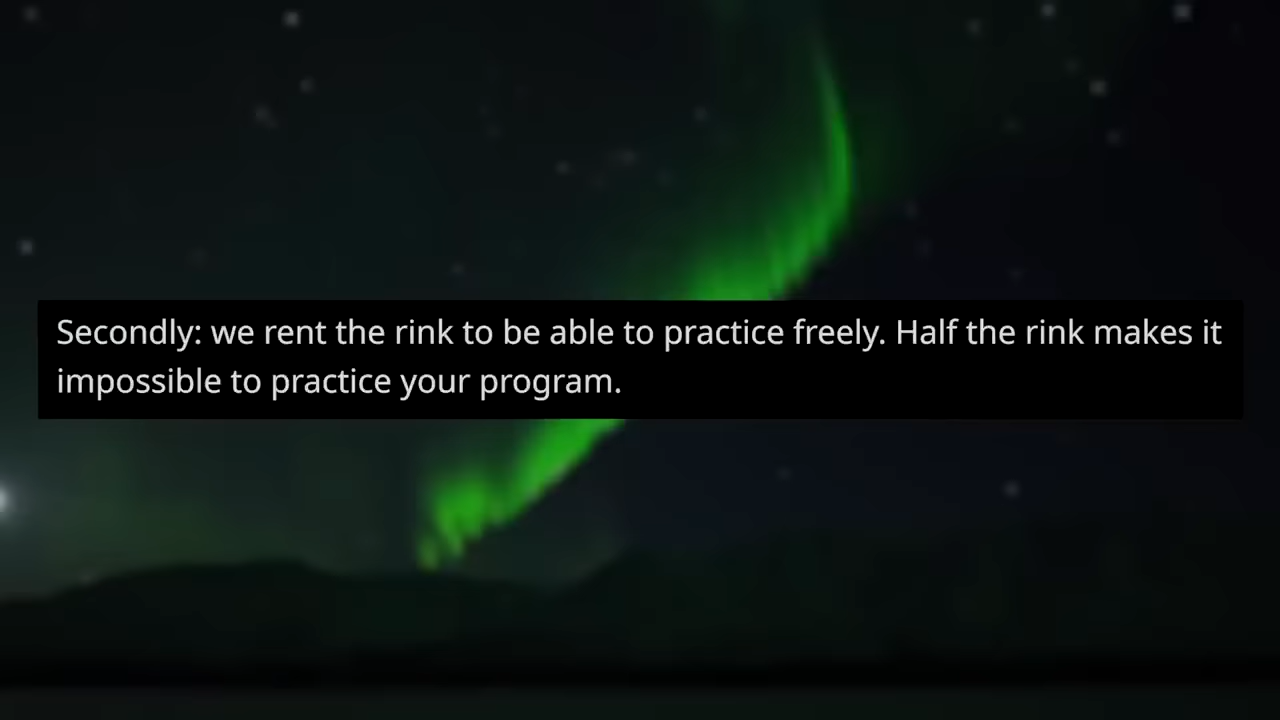 Secondly: we rent the rink to be able to practice freely. Half the rink makes it
impossible to practice your program.